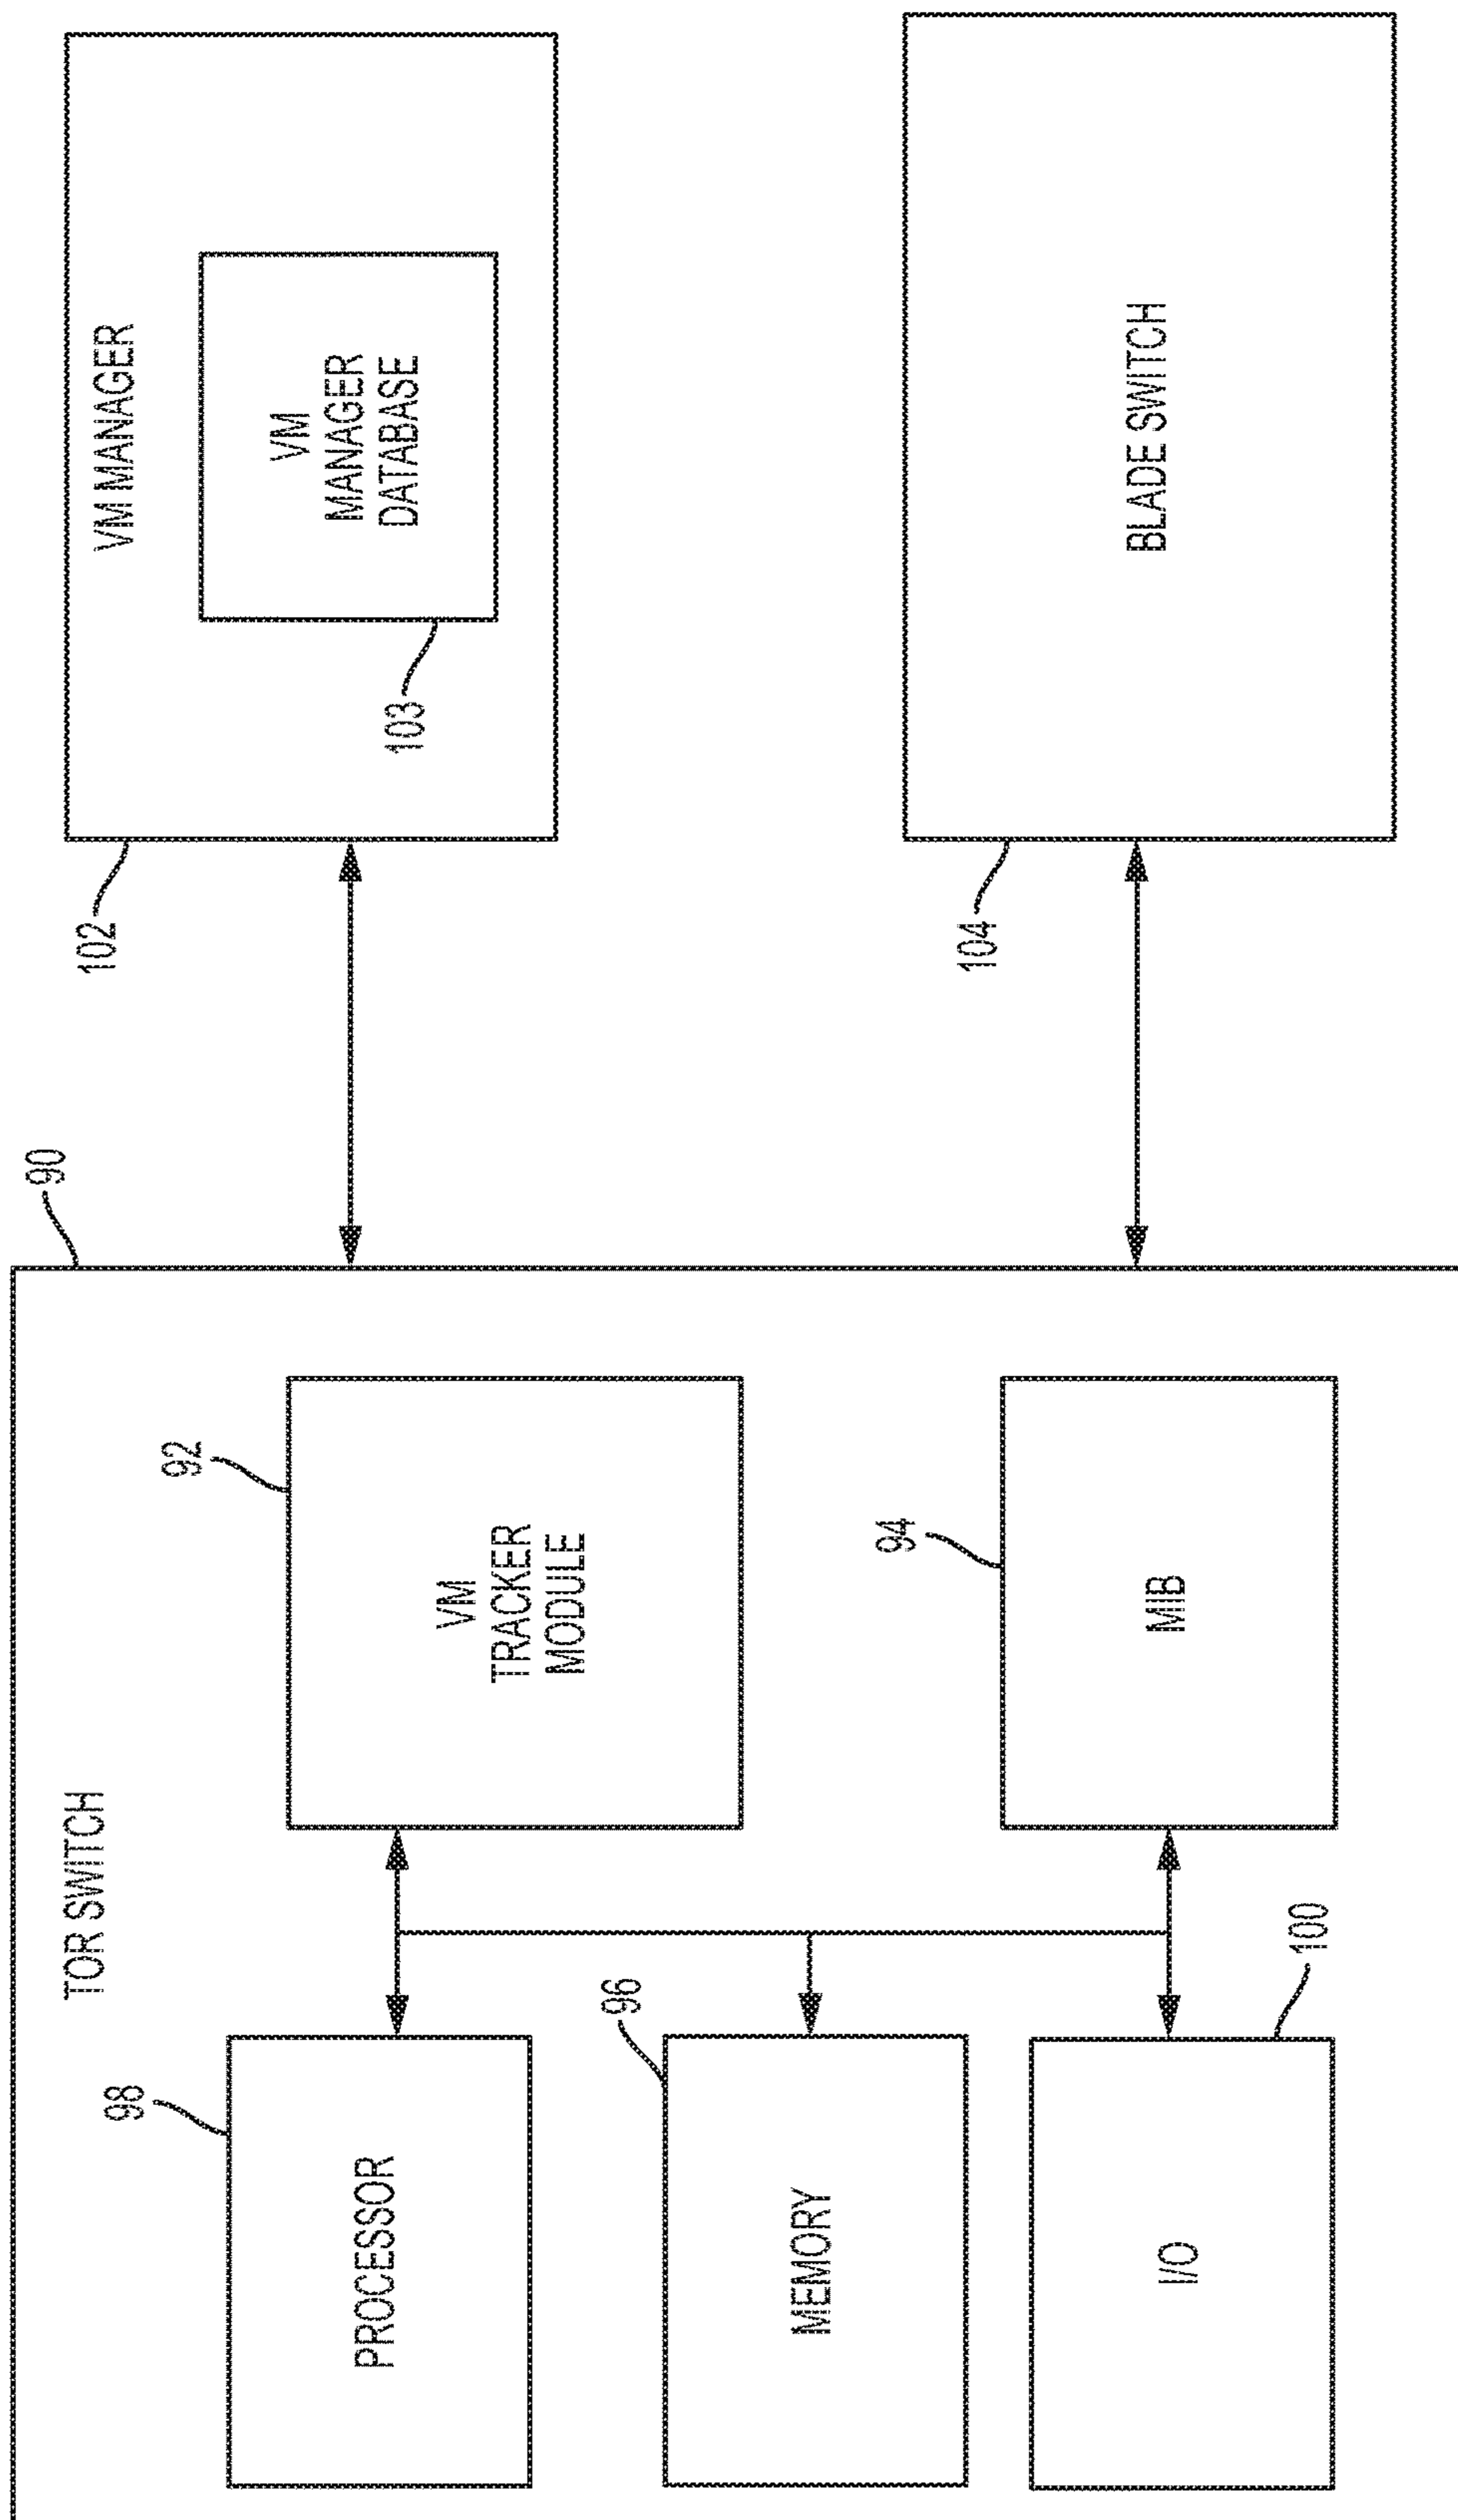 TOR SWITCH
90
98
PROCESSOR
92
VM
TRACKER
MODULE
96
MEMORY
94
MIB
100
I/O
102
VM MANAGER
103
VM
MANAGER
DATABASE
104
BLADE SWITCH